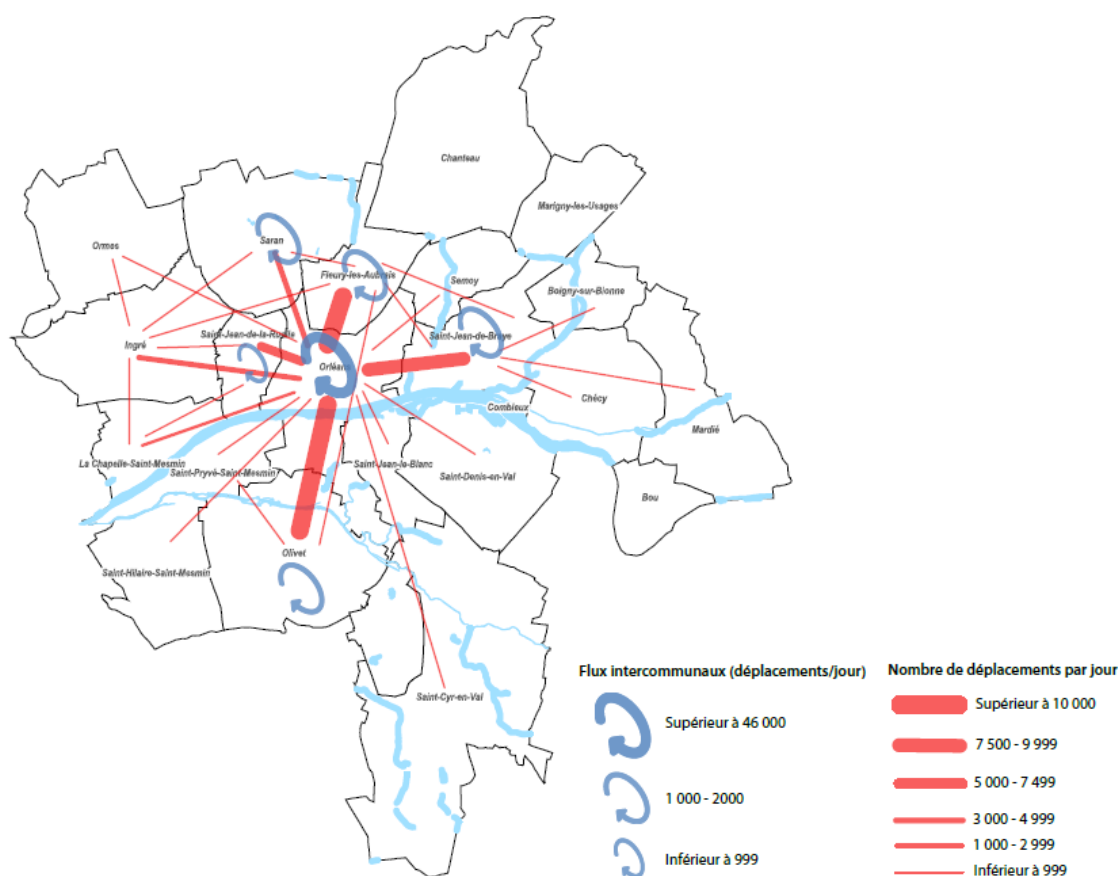 Chanteau
Marigny-les-Usages
Ormes
Saran
Fleury-les-Aubrais
Semoy
Boigny-sur-Bionne
Saint-Jean-de-la-Ruelle
Saint-Jean-de-Braye
Ingré
Orléans
Chécy
Combleux
Mardié
La Chapelle-Saint-Mesmin
Saint-Pryvé-Saint-Mesmin
Saint-Jean-le-Blanc
Saint-Denis-en-Val
Bou
Olivet
Saint-Hilaire-Saint-Mesmin
Saint-Cyr-en-Val
Flux intercommunaux (déplacements/jour)
Supérieur à 46 000
1 000 - 2000
Inférieur à 999
Nombre de déplacements par jour
Supérieur à 10 000
7 500 - 9 999
5 000 - 7 499
3 000 - 4 999
1 000 - 2 999
Inférieur à 999